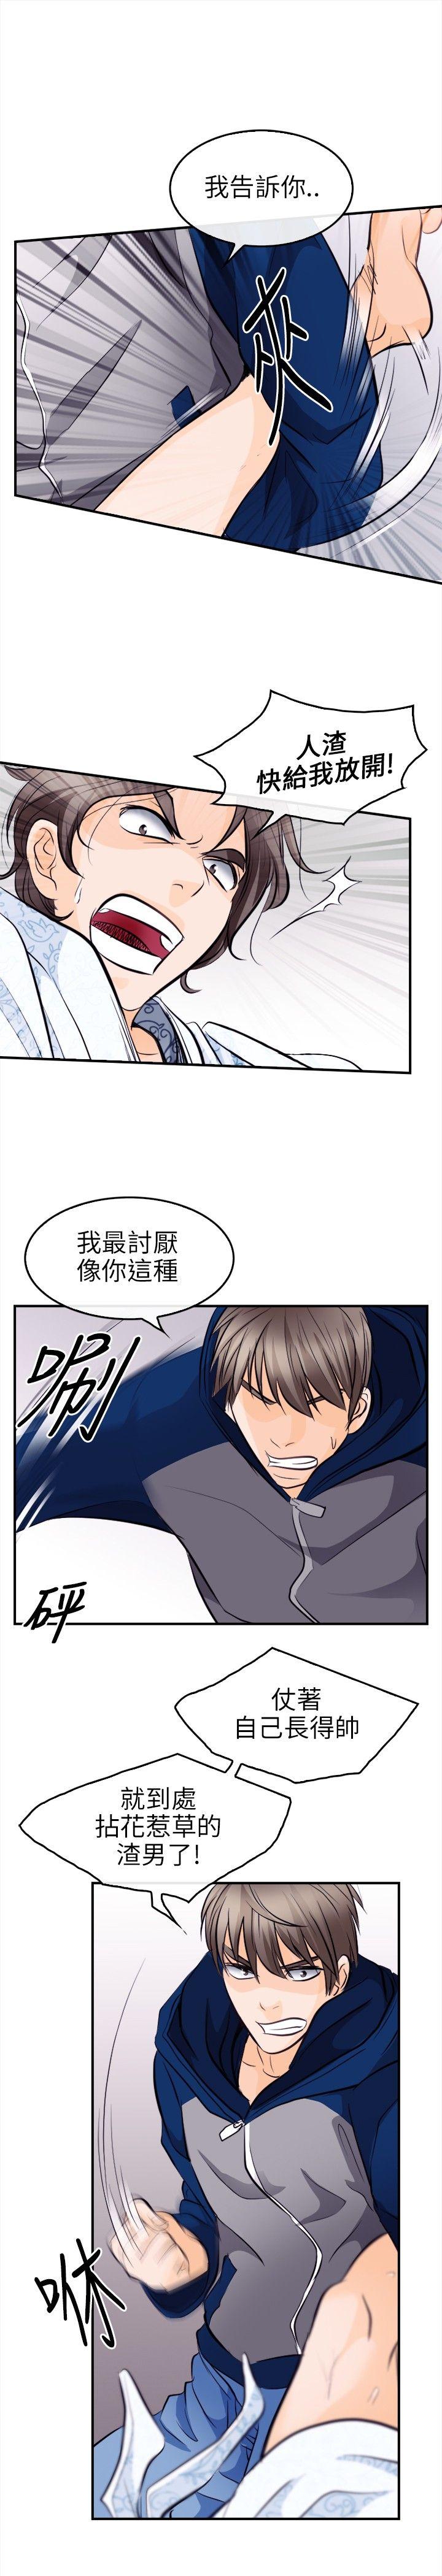 我告訴你..
夾
人渣
快給我放開!
我最討厭
像你這種
唰
砰
仗著
自己長得帥
就到處
拈花惹草的
渣男了!
咻